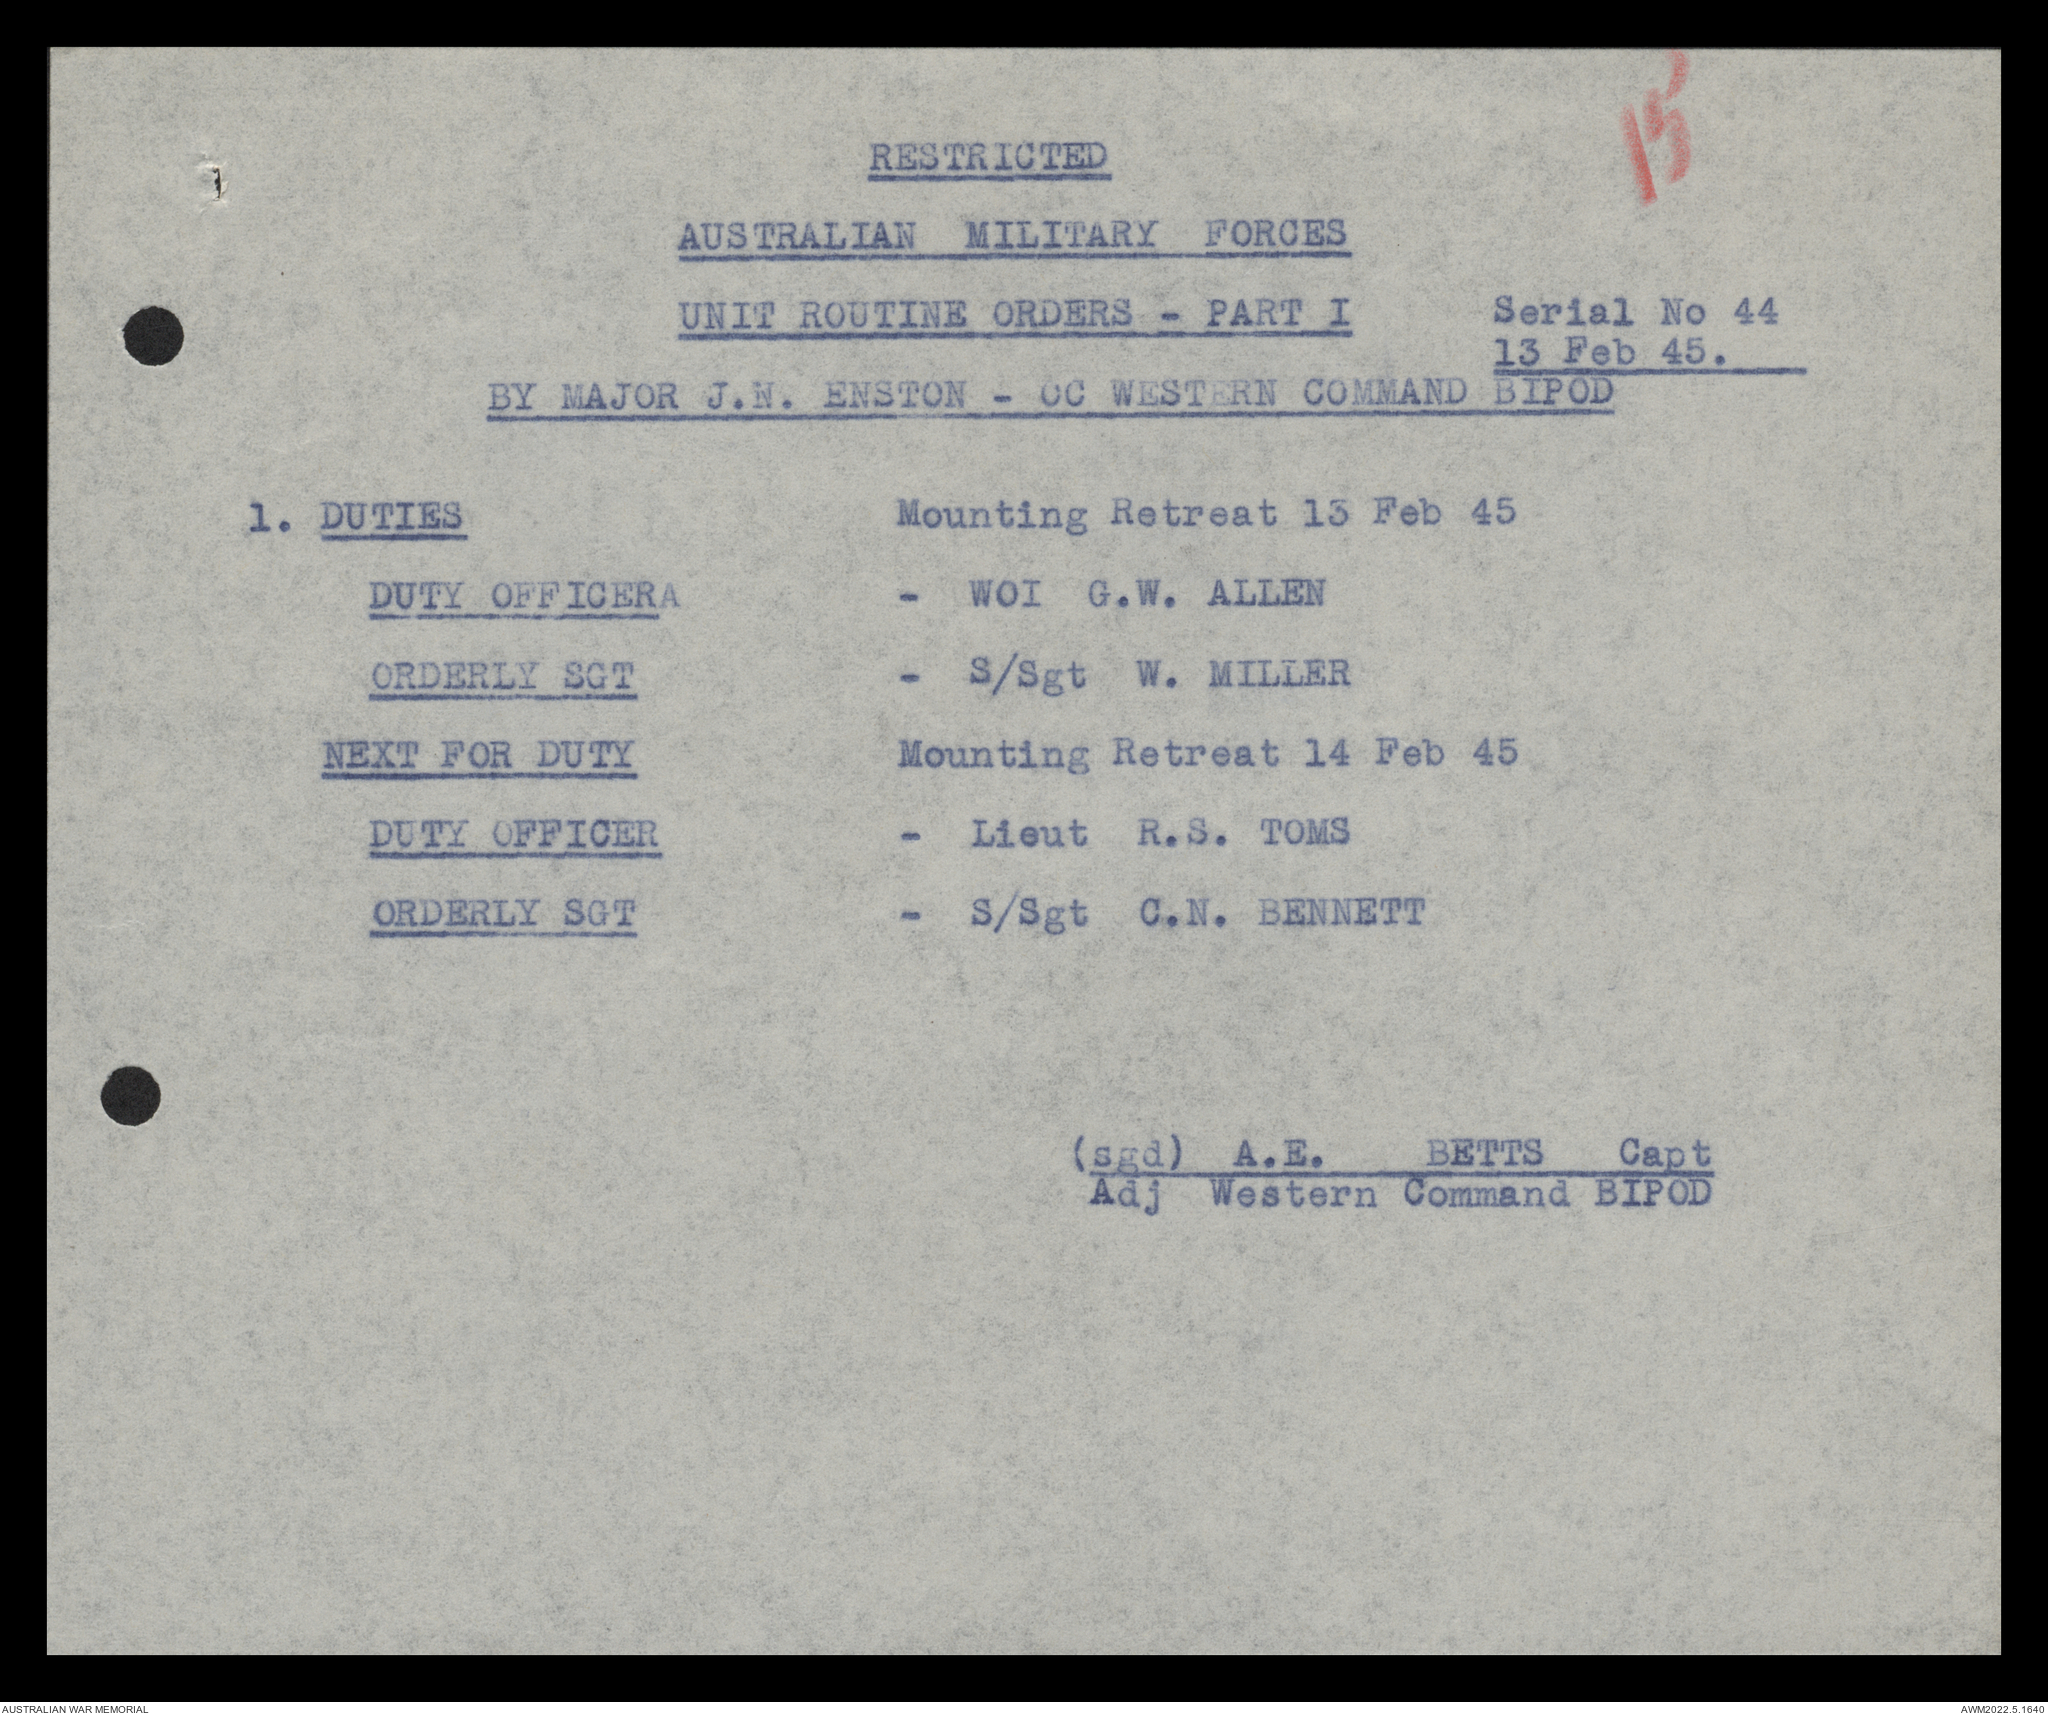 15
RESTRICTED
AUSTRALIAN MILITARY FORCES
UNIT ROUTINE ORDERS - PART I
Serial No 44
13 Feb 45.
BY MAJOR J.N. ENSTON - OC WESTERN COMMAND BIPOD
1. DUTIES Mounting Retreat 13 Feb 45
DUTY OFFICERA - WOI G.W. ALLEN
ORDERLY SGT - S/Sgt W. MILLER
NEXT FOR DUTY Mounting Retreat 14 Feb 45
DUTY OFFICER - Lieut R.S. TOMS
ORDERLY SGT - S/Sgt C.N. BENNETT
(sgd) A.E. BETTS Capt
Adj Western Command BIPOD
AUSTRALIAN WAR MEMORIAL
AWM2022.5.1640